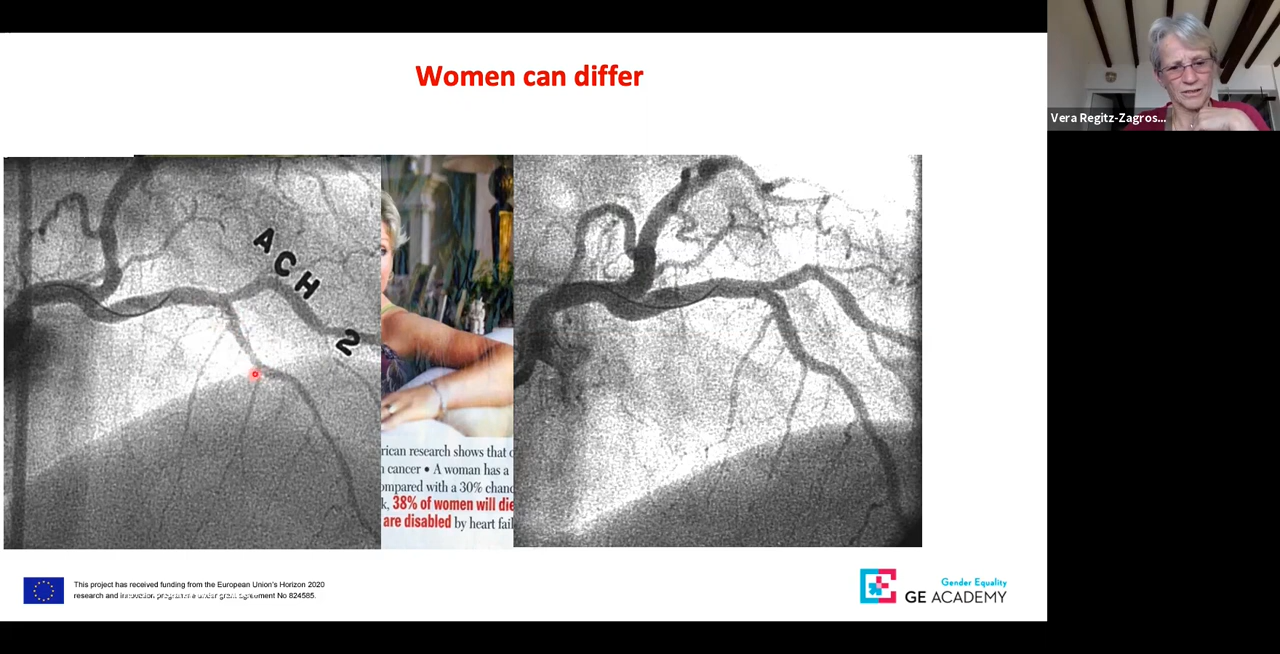 Women can differ
Vera Regitz-Zagros...
ACH
2
rican research shows that
cancer • A woman has a
ompared with a 30% chanc
k, 38% of women will die
are disabled by heart fail
This project has received funding from the European Union's Horizon 2020
research and innovation programme under grant agreement No 824585.
Gender Equality
GE ACADEMY